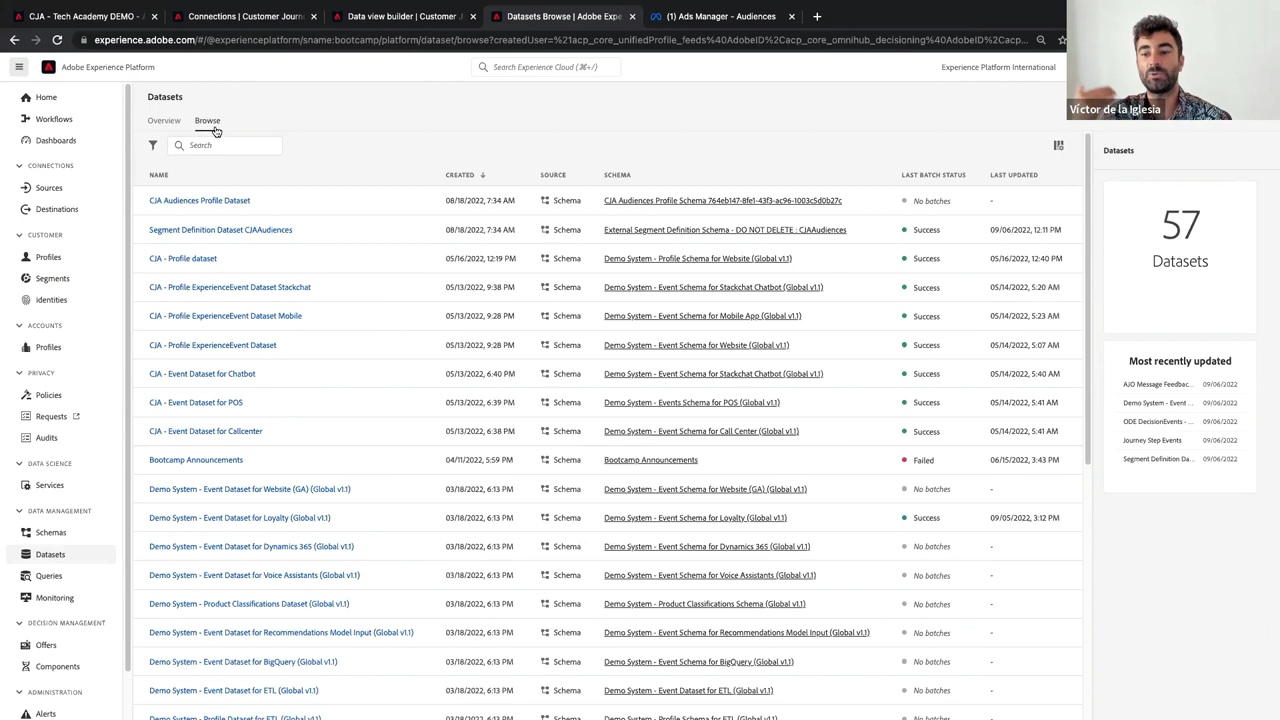 CJA - Tech Academy DEMO - A
Connections | Customer Journ
Data view builder | Customer J
Datasets Browse | Adobe Expe
(1) Ads Manager - Audiences
experience.adobe.com/#/@experienceplatform/sname:bootcamp/platform/dataset/browse?createdUser=%21acp_core_unifiedProfile_feeds%40AdobeID%2Cacp_core_omnihub_decisioning%40AdobeID%2Cacp_core_om...
Adobe Experience Platform
Search Experience Cloud (⌘+/)
Experience Platform International
Víctor de la Iglesia
Home
Workflows
Dashboards
CONNECTIONS
Sources
Destinations
CUSTOMER
Profiles
Segments
Identities
ACCOUNTS
Profiles
PRIVACY
Policies
Requests
Audits
DATA SCIENCE
Services
DATA MANAGEMENT
Schemas
Datasets
Queries
Monitoring
DECISION MANAGEMENT
Offers
Components
ADMINISTRATION
Alerts
Datasets
Overview Browse
Search
NAME CREATED SOURCE SCHEMA LAST BATCH STATUS LAST UPDATED
CJA Audiences Profile Dataset 08/18/2022, 7:34 AM Schema CJA Audiences Profile Schema 764eb147-8fe1-43f3-ac96-1003c5d0b27c No batches -
Segment Definition Dataset CJAAudiences 08/18/2022, 7:34 AM Schema External Segment Definition Schema - DO NOT DELETE : CJAAudiences Success 09/06/2022, 12:11 PM
CJA - Profile dataset 05/16/2022, 12:19 PM Schema Demo System - Profile Schema for Website (Global v1.1) Success 05/16/2022, 12:40 PM
CJA - Profile ExperienceEvent Dataset Stackchat 05/13/2022, 9:38 PM Schema Demo System - Event Schema for Stackchat Chatbot (Global v1.1) Success 05/14/2022, 5:20 AM
CJA - Profile ExperienceEvent Dataset Mobile 05/13/2022, 9:28 PM Schema Demo System - Event Schema for Mobile App (Global v1.1) Success 05/14/2022, 5:23 AM
CJA - Profile ExperienceEvent Dataset 05/13/2022, 9:28 PM Schema Demo System - Event Schema for Website (Global v1.1) Success 05/14/2022, 5:07 AM
CJA - Event Dataset for Chatbot 05/13/2022, 6:40 PM Schema Demo System - Event Schema for Stackchat Chatbot (Global v1.1) Success 05/14/2022, 5:40 AM
CJA - Event Dataset for POS 05/13/2022, 6:39 PM Schema Demo System - Events Schema for POS (Global v1.1) Success 05/14/2022, 5:41 AM
CJA - Event Dataset for Callcenter 05/13/2022, 6:38 PM Schema Demo System - Event Schema for Call Center (Global v1.1) Success 05/14/2022, 5:41 AM
Bootcamp Announcements 04/11/2022, 5:59 PM Schema Bootcamp Announcements Failed 06/15/2022, 3:43 PM
Demo System - Event Dataset for Website (GA) (Global v1.1) 03/18/2022, 6:13 PM Schema Demo System - Event Schema for Website (GA) (Global v1.1) No batches -
Demo System - Event Dataset for Loyalty (Global v1.1) 03/18/2022, 6:13 PM Schema Demo System - Event Schema for Loyalty (Global v1.1) Success 09/05/2022, 3:12 PM
Demo System - Event Dataset for Dynamics 365 (Global v1.1) 03/18/2022, 6:13 PM Schema Demo System - Event Schema for Dynamics 365 (Global v1.1) No batches -
Demo System - Event Dataset for Voice Assistants (Global v1.1) 03/18/2022, 6:13 PM Schema Demo System - Event Schema for Voice Assistants (Global v1.1) No batches -
Demo System - Product Classifications Dataset (Global v1.1) 03/18/2022, 6:13 PM Schema Demo System - Product Classifications Schema (Global v1.1) No batches -
Demo System - Event Dataset for Recommendations Model Input (Global v1.1) 03/18/2022, 6:13 PM Schema Demo System - Event Schema for Recommendations Model Input (Global v1.1) No batches -
Demo System - Event Dataset for BigQuery (Global v1.1) 03/18/2022, 6:13 PM Schema Demo System - Event Schema for BigQuery (Global v1.1) No batches -
Demo System - Event Dataset for ETL (Global v1.1) 03/18/2022, 6:13 PM Schema Demo System - Event Dataset for ETL (Global v1.1) No batches -
Demo System - Profile Dataset for ETL (Global v1.1) 03/18/2022, 6:13 PM Schema Demo System - Profile Schema for ETL (Global v1.1) No batches
Datasets
57
Datasets
Most recently updated
AJO Message Feedbac... 09/06/2022
Demo System - Event ... 09/06/2022
ODE DecisionEvents - ... 09/06/2022
Journey Step Events 09/06/2022
Segment Definition Da... 09/06/2022